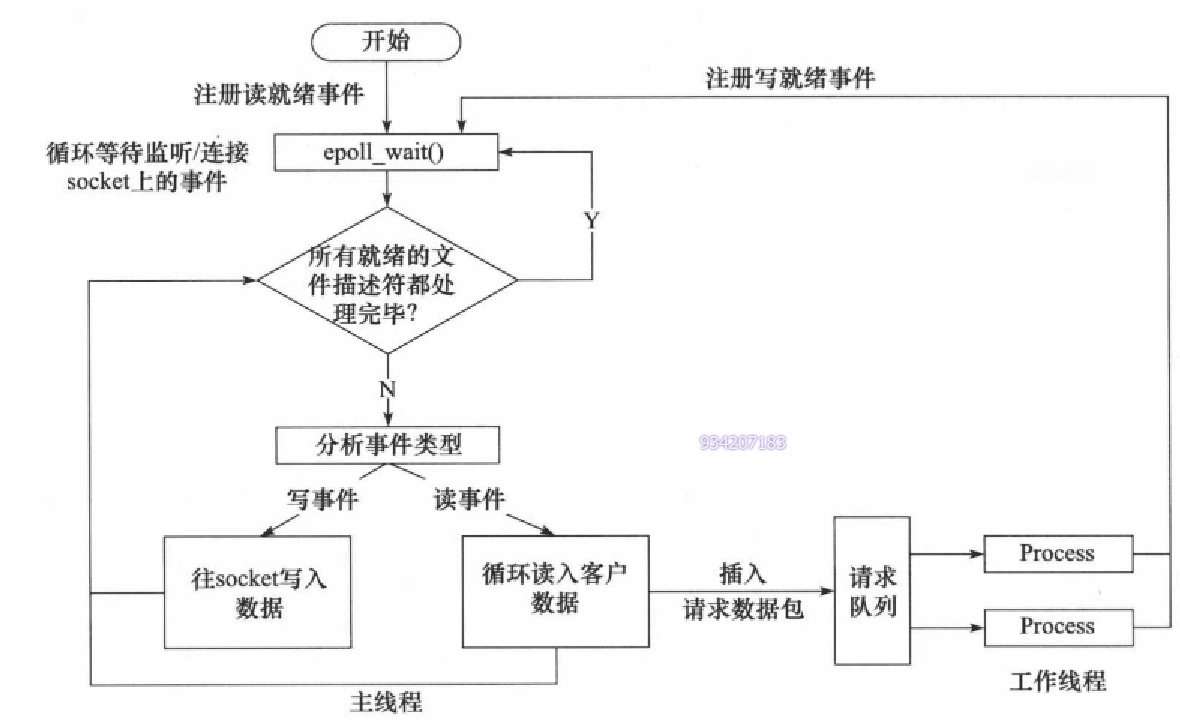 开始
注册读就绪事件
注册写就绪事件
循环等待监听/连接
socket上的事件
epoll_wait()
Y
所有就绪的文
件描述符都处
理完毕?
N
分析事件类型
934207183
写事件
读事件
往socket写入
数据
循环读入客户
数据
插入
请求数据包
请求
队列
Process
Process
工作线程
主线程